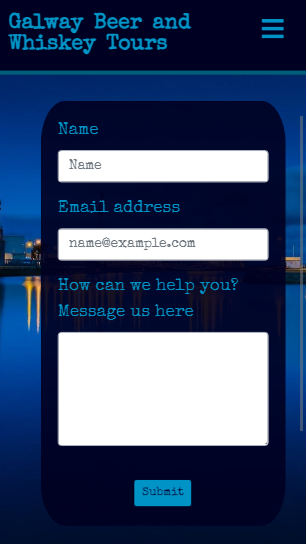 Galway Beer and
Whiskey Tours
Name
Name
Email address
name@example.com
How can we help you?
Message us here
Submit